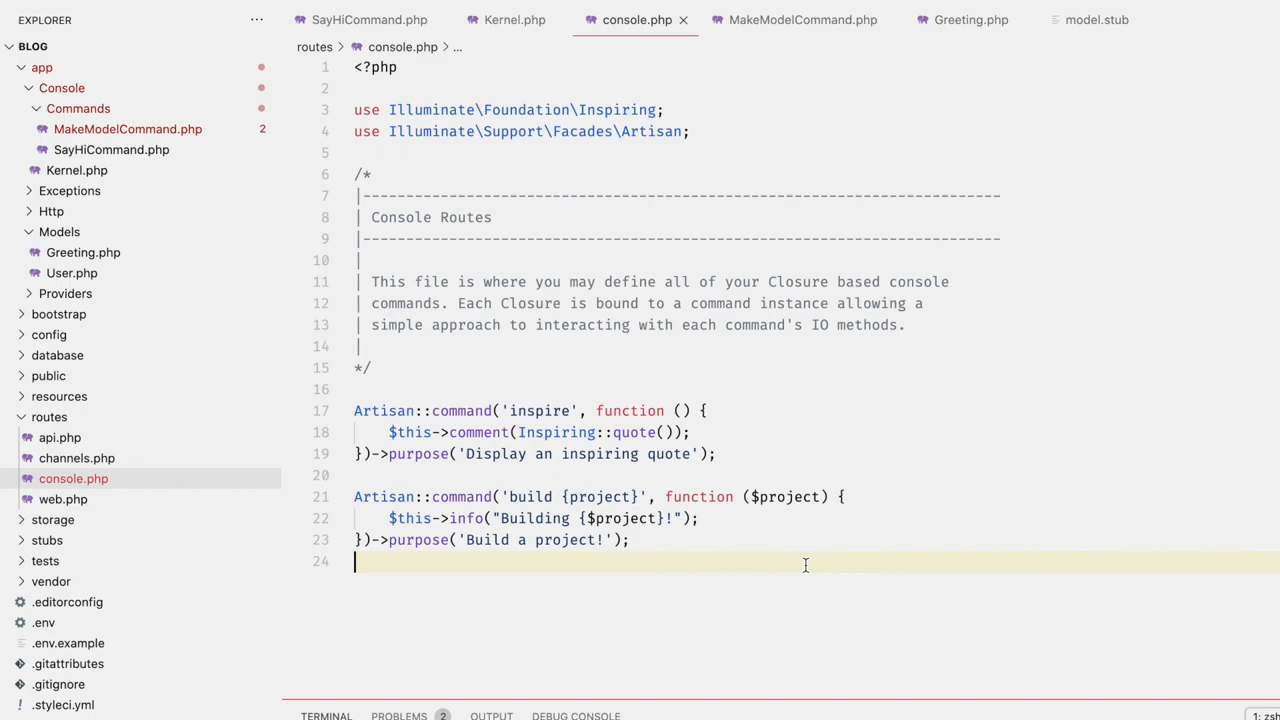 EXPLORER
···
BLOG
app
Console
Commands
MakeModelCommand.php 2
SayHiCommand.php
Kernel.php
Exceptions
Http
Models
Greeting.php
User.php
Providers
bootstrap
config
database
public
resources
routes
api.php
channels.php
console.php
web.php
storage
stubs
tests
vendor
.editorconfig
.env
.env.example
.gitattributes
.gitignore
.styleci.yml
SayHiCommand.php Kernel.php console.php MakeModelCommand.php Greeting.php model.stub
routes > console.php > ...
1 <?php
2
3 use Illuminate\Foundation\Inspiring;
4 use Illuminate\Support\Facades\Artisan;
5
6 /*
7 |--------------------------------------------------------------------------
8 | Console Routes
9 |--------------------------------------------------------------------------
10 |
11 | This file is where you may define all of your Closure based console
12 | commands. Each Closure is bound to a command instance allowing a
13 | simple approach to interacting with each command's IO methods.
14 |
15 */
16
17 Artisan::command('inspire', function () {
18     $this->comment(Inspiring::quote());
19 })->purpose('Display an inspiring quote');
20
21 Artisan::command('build {project}', function ($project) {
22     $this->info("Building {$project}!");
23 })->purpose('Build a project!');
24
TERMINAL PROBLEMS 2 OUTPUT DEBUG CONSOLE 1: zsh